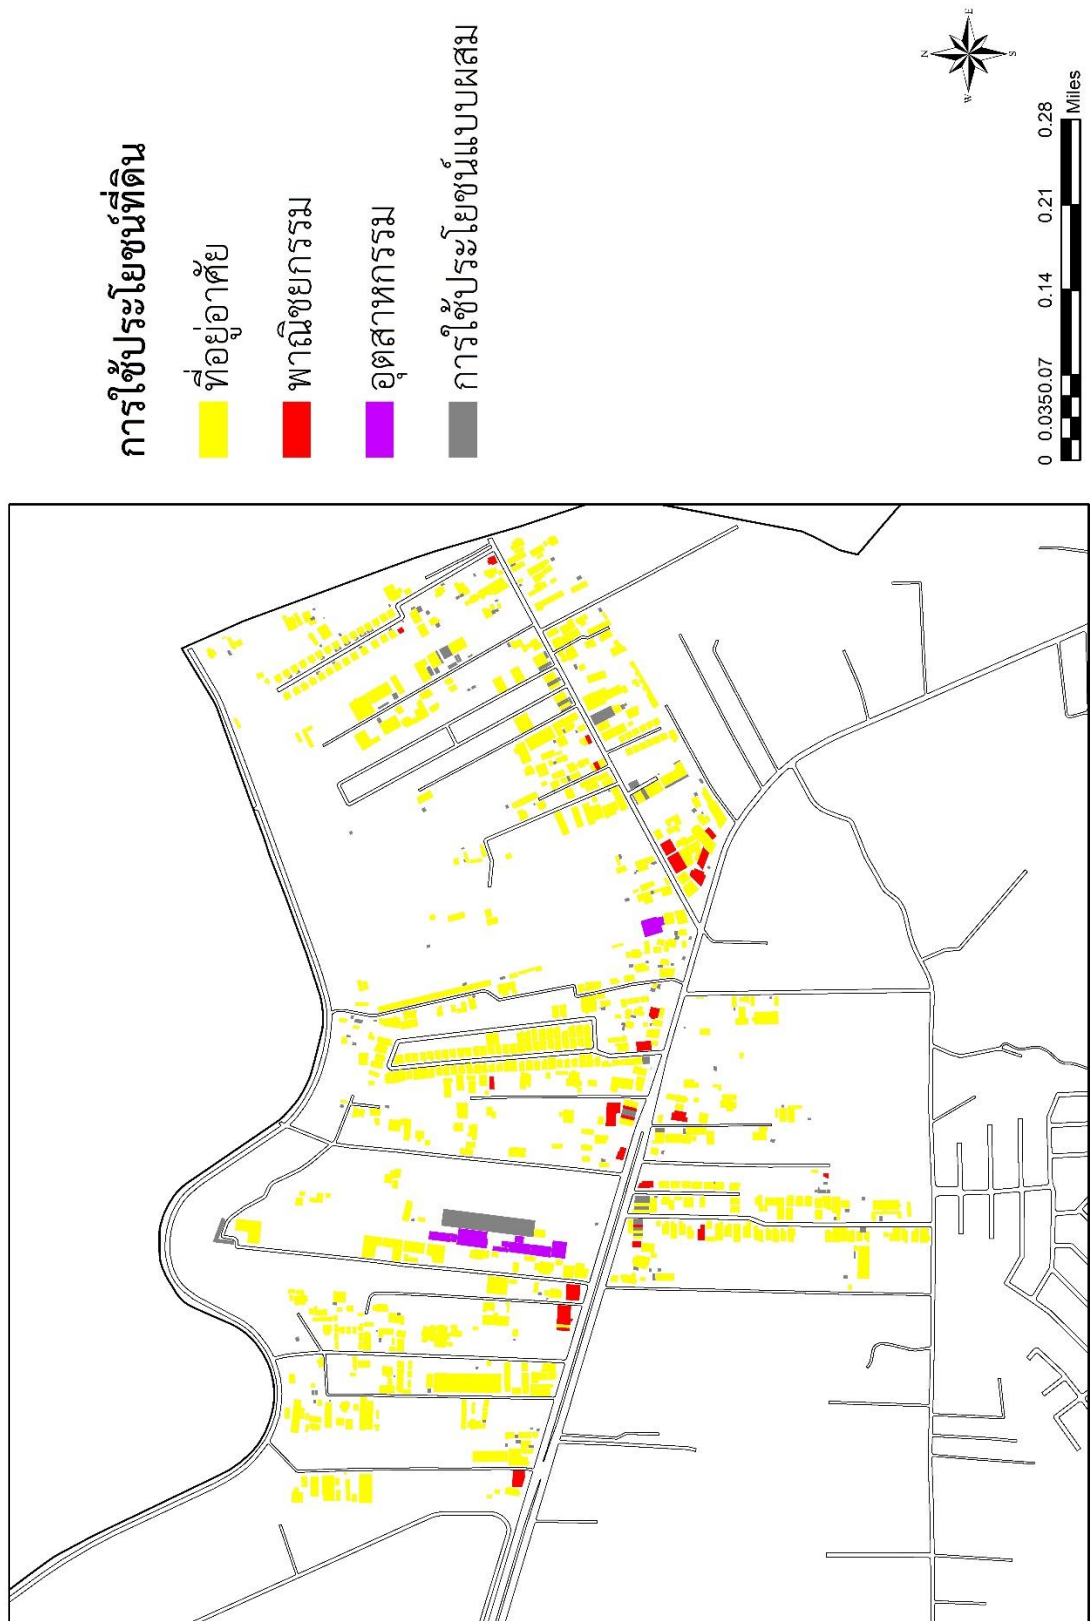 การใช้ประโยชน์ที่ดิน
ที่อยู่อาศัย
พาณิชยกรรม
อุตสาหกรรม
การใช้ประโยชน์แบบผสม
N
E
W
S
0 0.0350.07 0.14 0.21 0.28
Miles